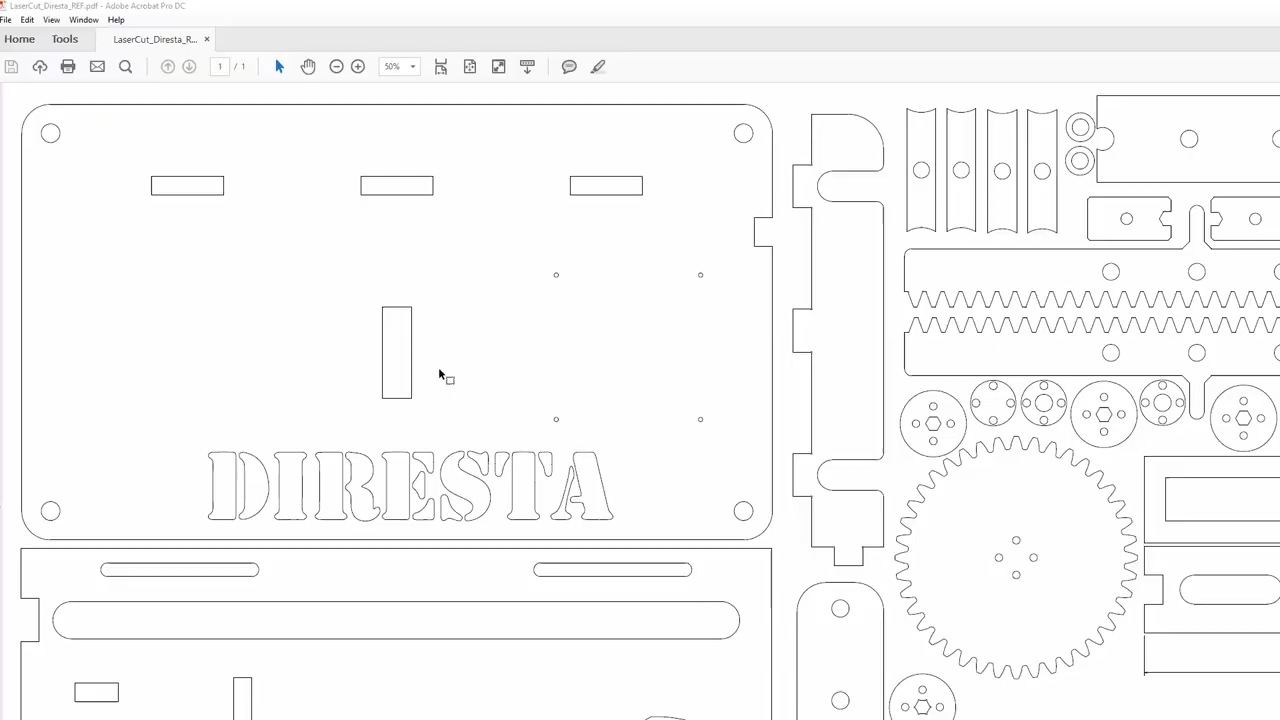 LaserCut_Diresta_REF.pdf - Adobe Acrobat Pro DC
File Edit View Window Help
Home Tools LaserCut_Diresta_R... ×
1 / 1 50%
DIRESTA